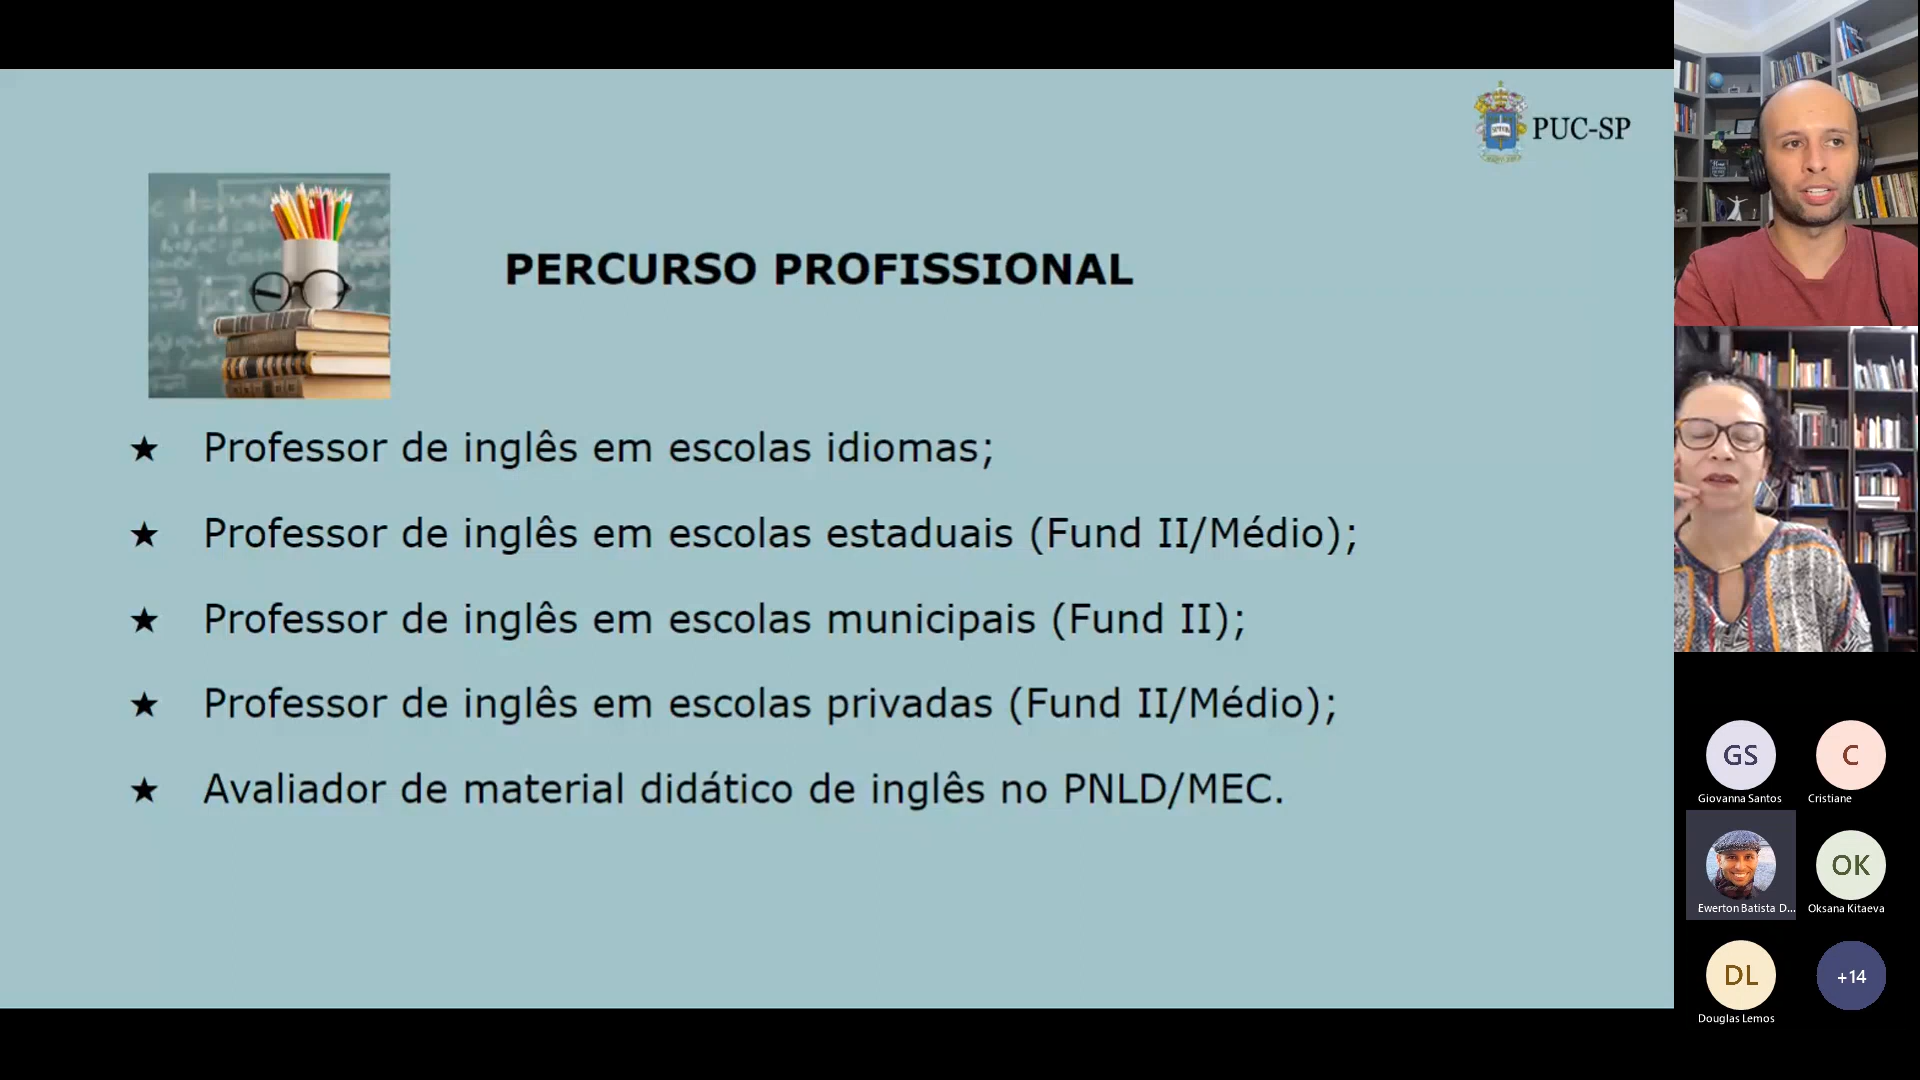 PUC-SP
PERCURSO PROFISSIONAL
★ Professor de inglês em escolas idiomas;
★ Professor de inglês em escolas estaduais (Fund II/Médio);
★ Professor de inglês em escolas municipais (Fund II);
★ Professor de inglês em escolas privadas (Fund II/Médio);
★ Avaliador de material didático de inglês no PNLD/MEC.
GS
C
Giovanna Santos
Cristiane
OK
Ewerton Batista D...
Oksana Kitaeva
DL
+14
Douglas Lemos